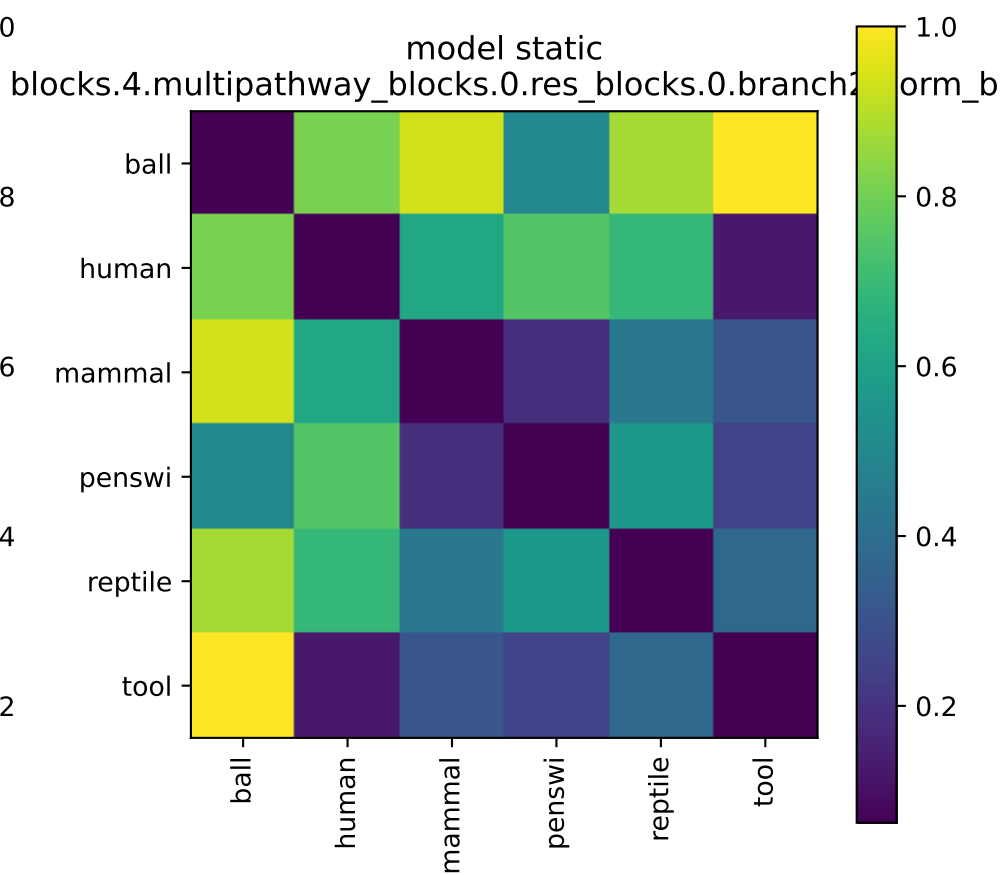 model static
blocks.4.multipathway_blocks.0.res_blocks.0.branch2 orm_b
ball
human
mammal
penswi
reptile
tool
ball
human
mammal
penswi
reptile
tool
1.0
0.8
0.6
0.4
0.2
0
8
6
4
2